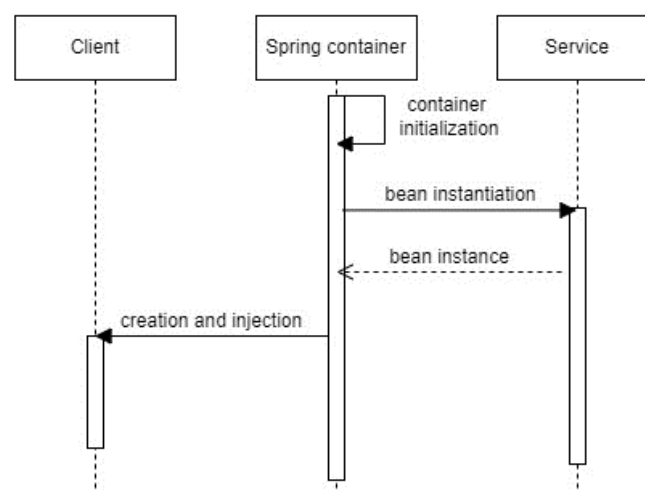 Client
Spring container
Service
container
initialization
bean instantiation
bean instance
creation and injection